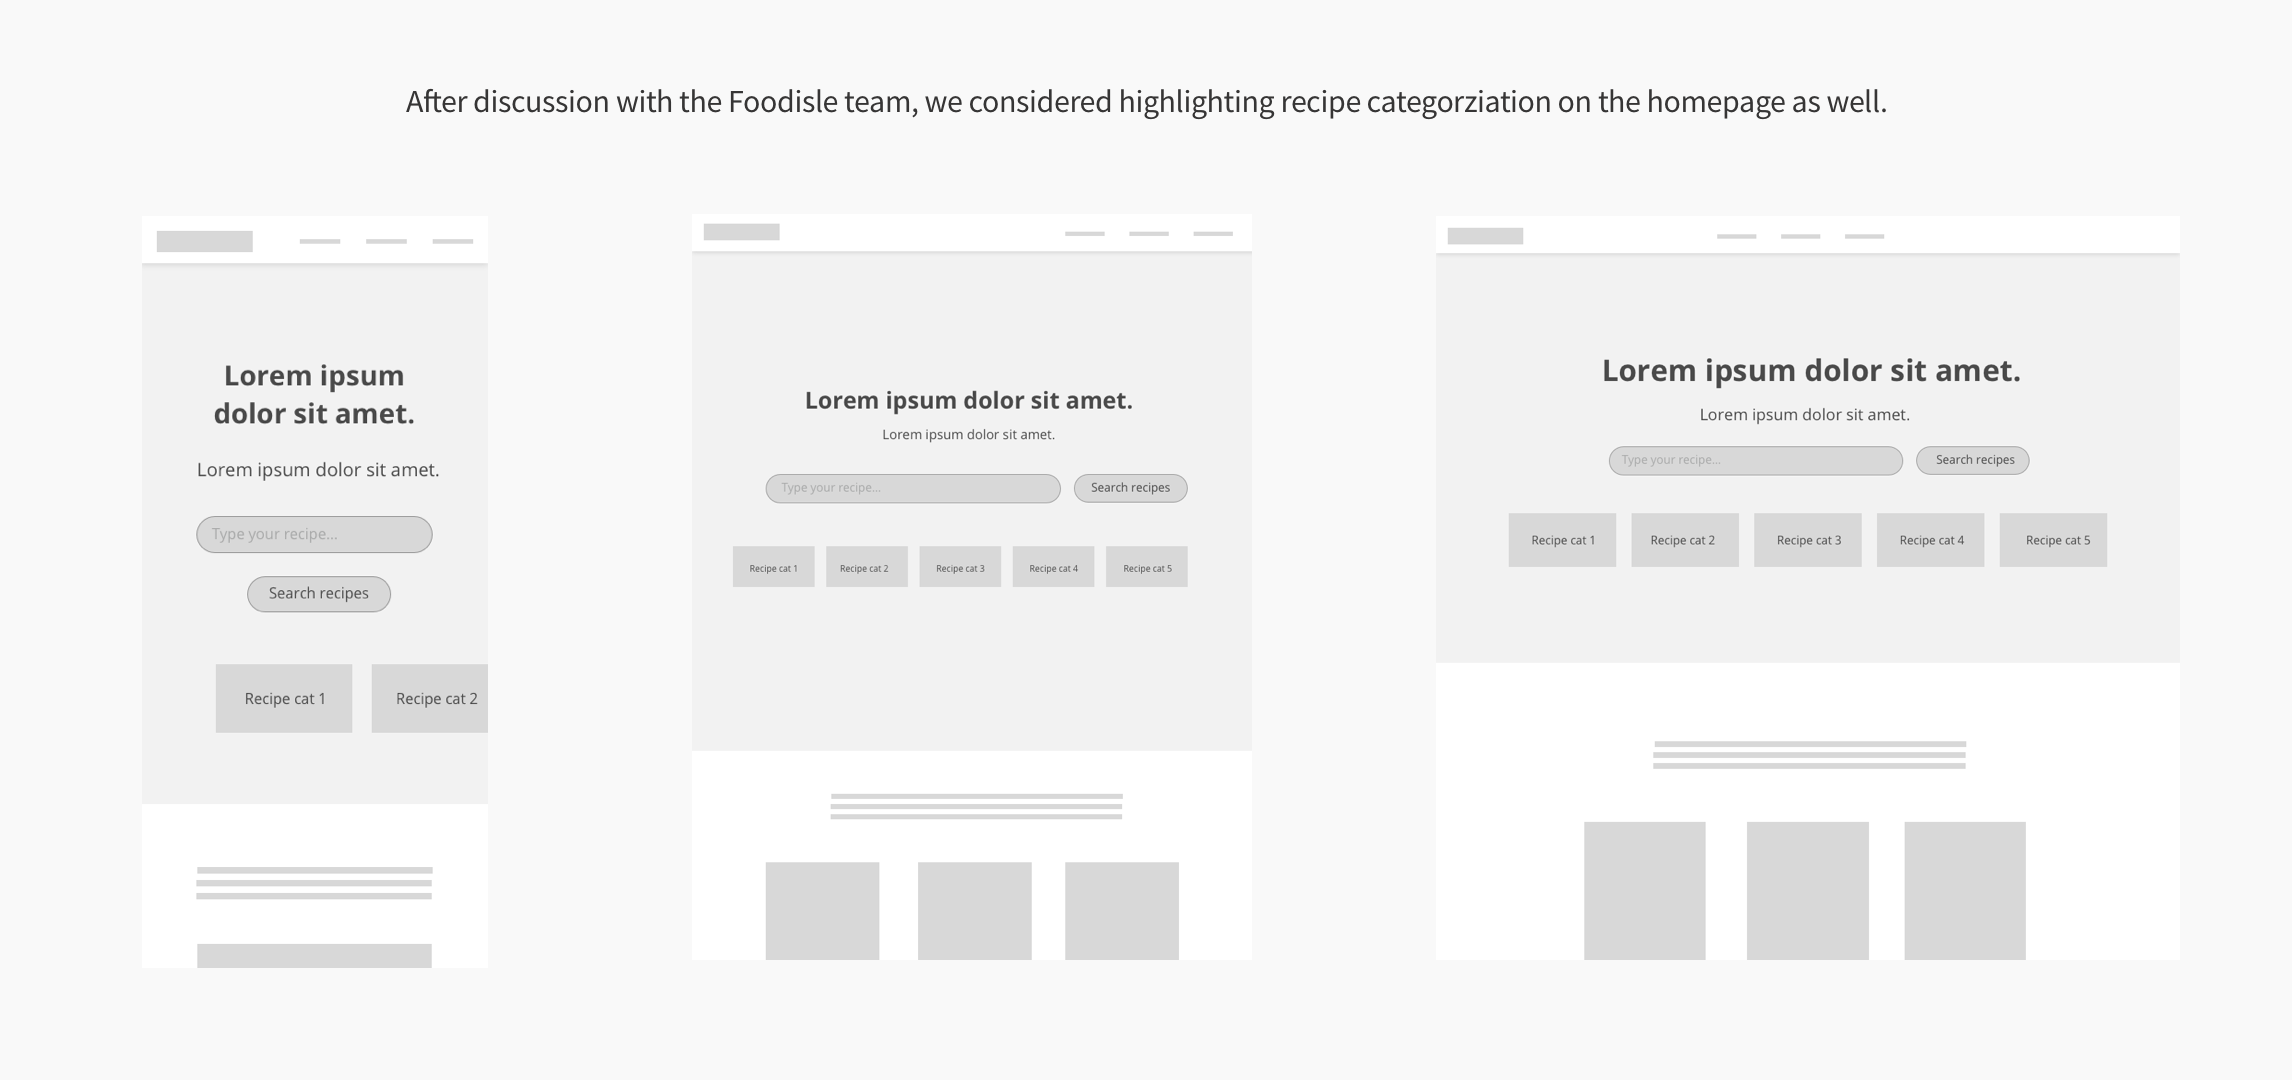 After discussion with the Foodisle team, we considered highlighting recipe categorziation on the homepage as well.
Lorem ipsum
dolor sit amet.
Lorem ipsum dolor sit amet.
Type your recipe...
Search recipes
Recipe cat 1
Recipe cat 2
Lorem ipsum dolor sit amet.
Lorem ipsum dolor sit amet.
Type your recipe...
Search recipes
Recipe cat 1
Recipe cat 2
Recipe cat 3
Recipe cat 4
Recipe cat 5
Lorem ipsum dolor sit amet.
Lorem ipsum dolor sit amet.
Type your recipe...
Search recipes
Recipe cat 1
Recipe cat 2
Recipe cat 3
Recipe cat 4
Recipe cat 5